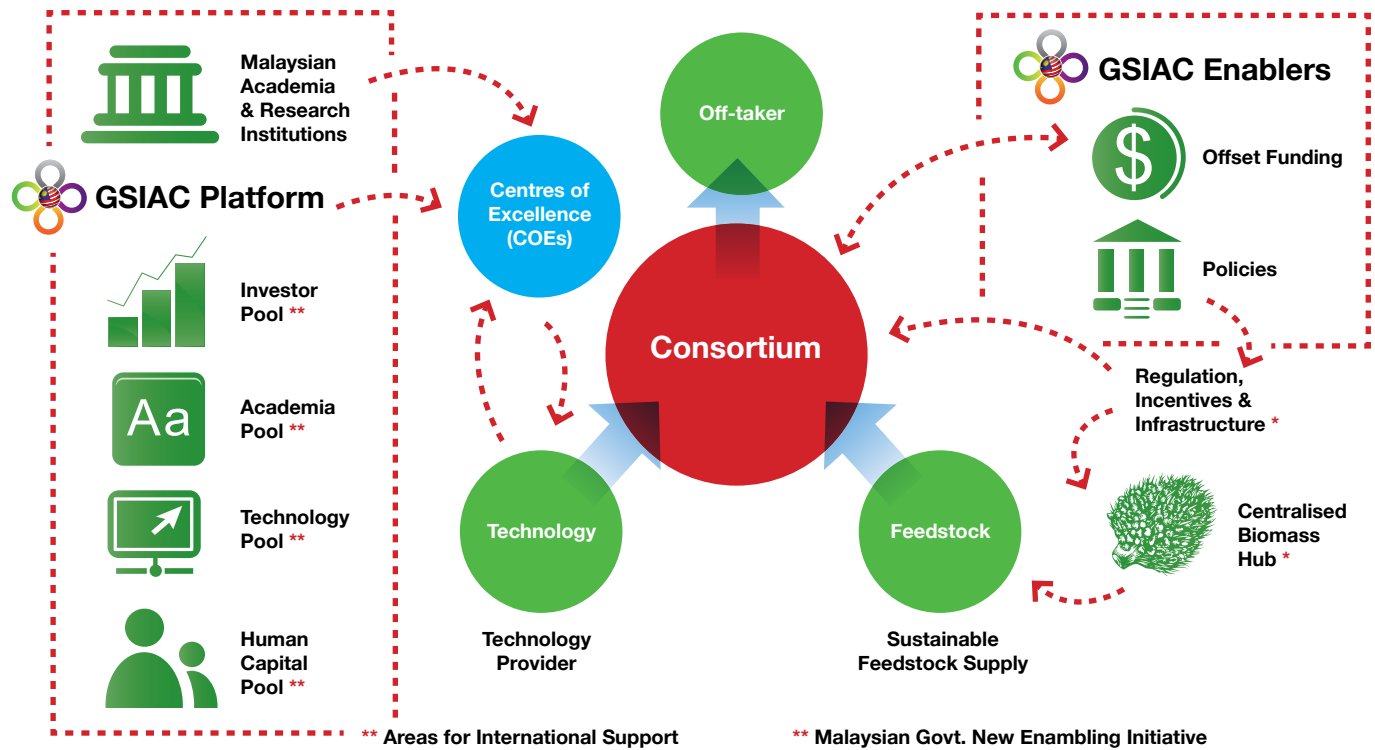 Malaysian
Academia
& Research
Institutions
GSIAC Platform
Investor
Pool **
Aa
Academia
Pool **
Technology
Pool **
Human
Capital
Pool **
Centres of
Excellence
(COEs)
Off-taker
Consortium
Technology
Technology
Provider
Feedstock
Sustainable
Feedstock Supply
GSIAC Enablers
$
Offset Funding
Policies
Regulation,
Incentives &
Infrastructure *
Centralised
Biomass
Hub *
** Areas for International Support
** Malaysian Govt. New Enambling Initiative